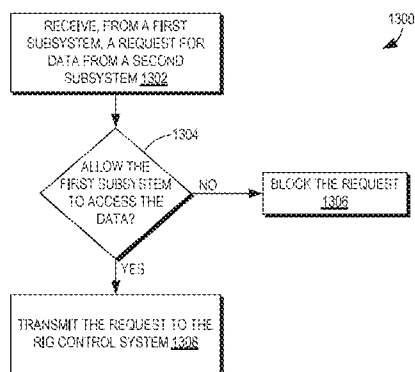 1300
RECEIVE, FROM A FIRST
SUBSYSTEM, A REQUEST FOR
DATA FROM A SECOND
SUBSYSTEM 1302
1304
ALLOW THE
FIRST SUBSYSTEM
TO ACCESS THE
DATA?
NO
BLOCK THE REQUEST
1306
YES
TRANSMIT THE REQUEST TO THE
RIG CONTROL SYSTEM 1308